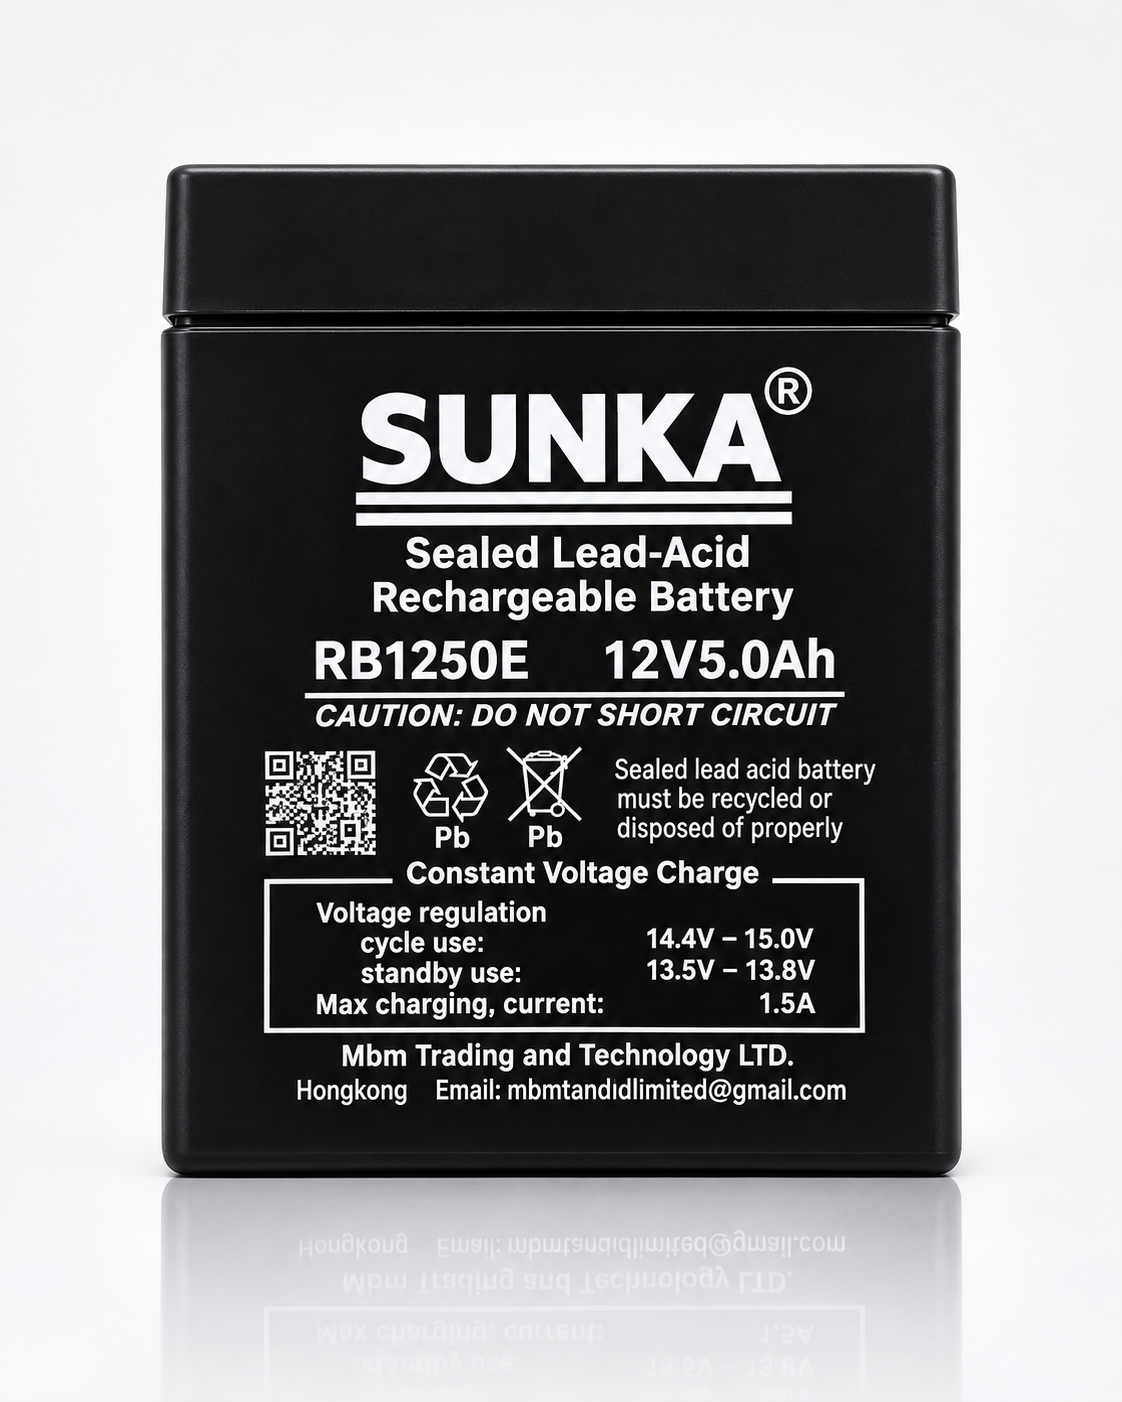 SUNKA®
Sealed Lead-Acid
Rechargeable Battery
RB1250E 12V5.0Ah
CAUTION: DO NOT SHORT CIRCUIT
Pb Pb
Sealed lead acid battery
must be recycled or
disposed of properly
Constant Voltage Charge
Voltage regulation
cycle use: 14.4V – 15.0V
standby use: 13.5V – 13.8V
Max charging, current: 1.5A
Mbm Trading and Technology LTD.
Hongkong Email: mbmtandıdlimited@gmail.com